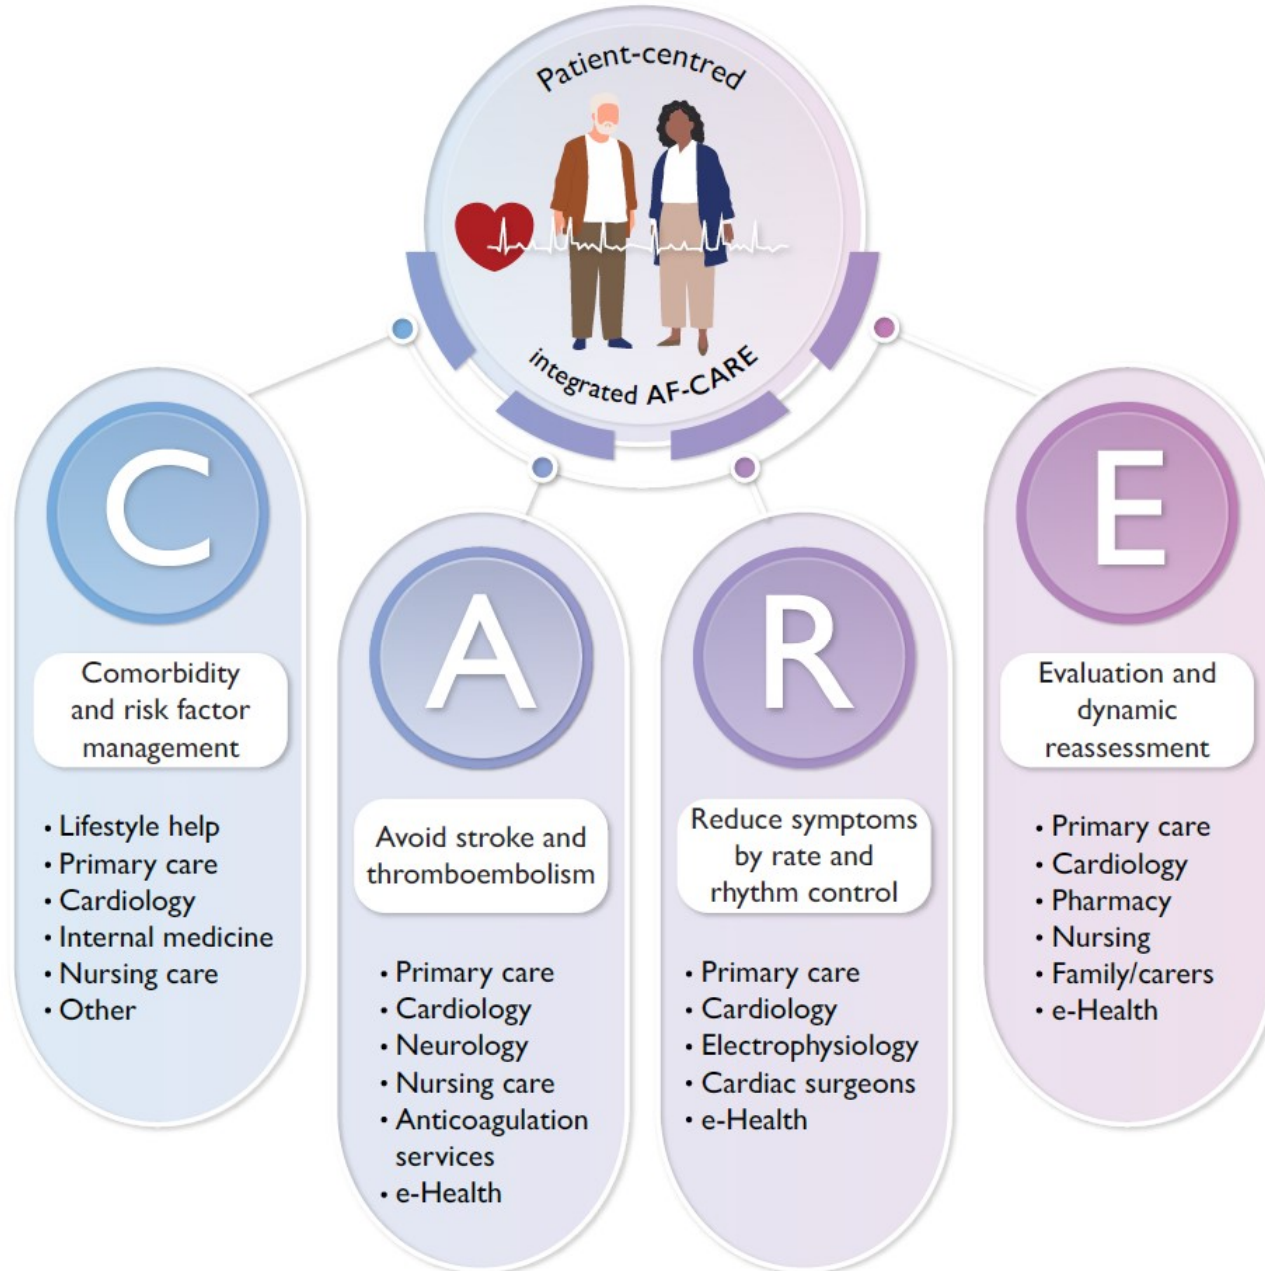 Patient-centred
integrated AF-CARE
C
Comorbidity
and risk factor
management
• Lifestyle help
• Primary care
• Cardiology
• Internal medicine
• Nursing care
• Other
A
Avoid stroke and
thromboembolism
• Primary care
• Cardiology
• Neurology
• Nursing care
• Anticoagulation
services
• e-Health
R
Reduce symptoms
by rate and
rhythm control
• Primary care
• Cardiology
• Electrophysiology
• Cardiac surgeons
• e-Health
E
Evaluation and
dynamic
reassessment
• Primary care
• Cardiology
• Pharmacy
• Nursing
• Family/carers
• e-Health